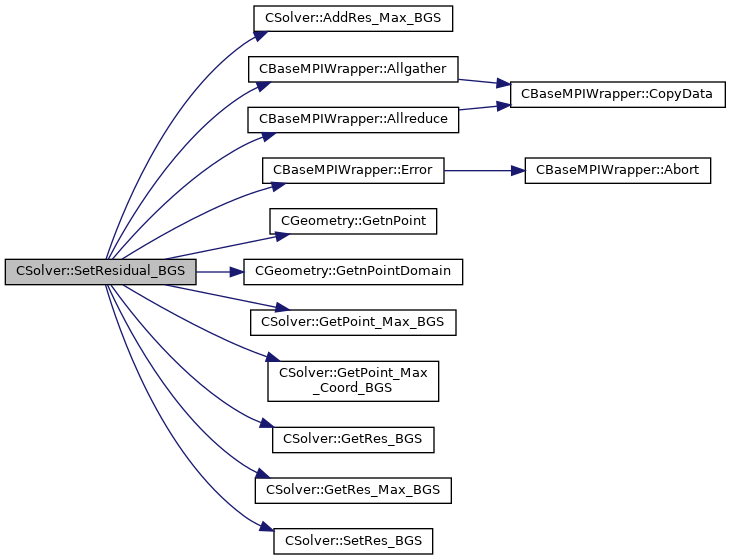 CSolver::AddRes_Max_BGS
CBaseMPIWrapper::Allgather
CBaseMPIWrapper::CopyData
CBaseMPIWrapper::Allreduce
CBaseMPIWrapper::Error
CBaseMPIWrapper::Abort
CGeometry::GetnPoint
CSolver::SetResidual_BGS
CGeometry::GetnPointDomain
CSolver::GetPoint_Max_BGS
CSolver::GetPoint_Max
_Coord_BGS
CSolver::GetRes_BGS
CSolver::GetRes_Max_BGS
CSolver::SetRes_BGS